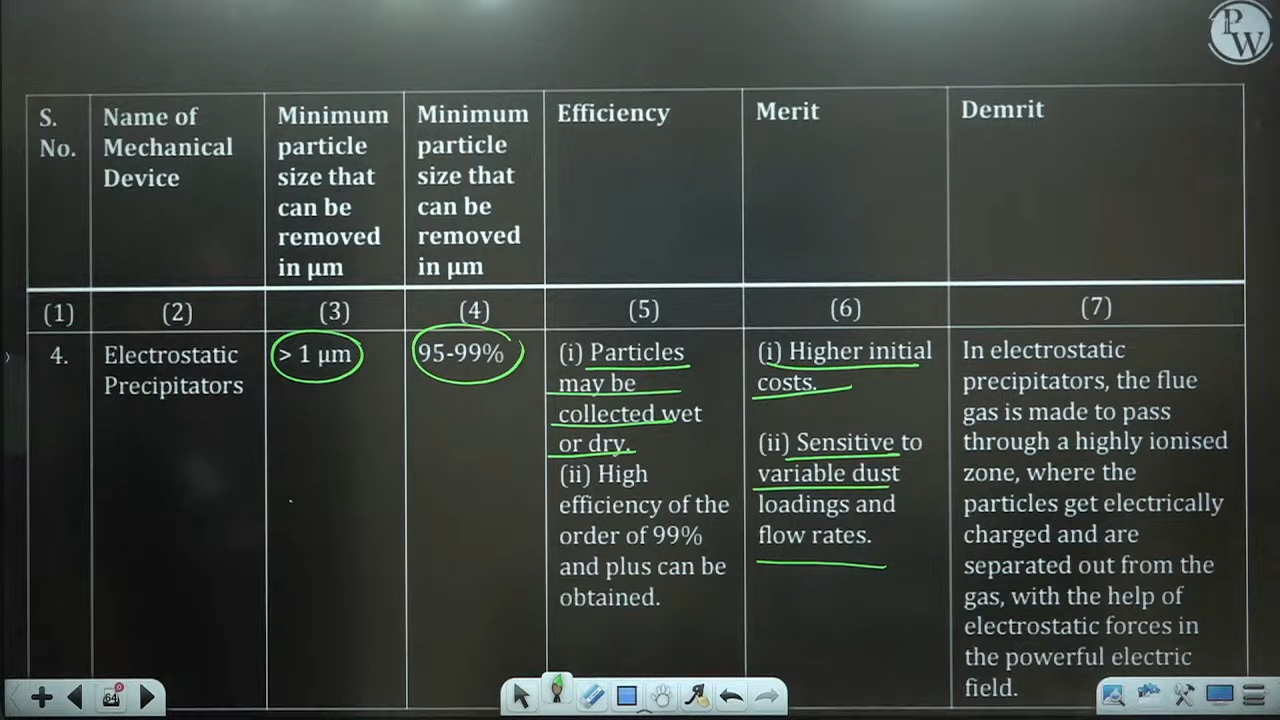 PW
S. No.
Name of Mechanical Device
Minimum particle size that can be removed in µm
Minimum particle size that can be removed in µm
Efficiency
Merit
Demrit
(1)
(2)
(3)
(4)
(5)
(6)
(7)
4.
Electrostatic
Precipitators
> 1 µm
95-99%
(i) Particles
may be
collected wet
or dry.
(ii) High
efficiency of the
order of 99%
and plus can be
obtained.
(i) Higher initial
costs.
(ii) Sensitive to
variable dust
loadings and
flow rates.
In electrostatic
precipitators, the flue
gas is made to pass
through a highly ionised
zone, where the
particles get electrically
charged and are
separated out from the
gas, with the help of
electrostatic forces in
the powerful electric
field.
64
0